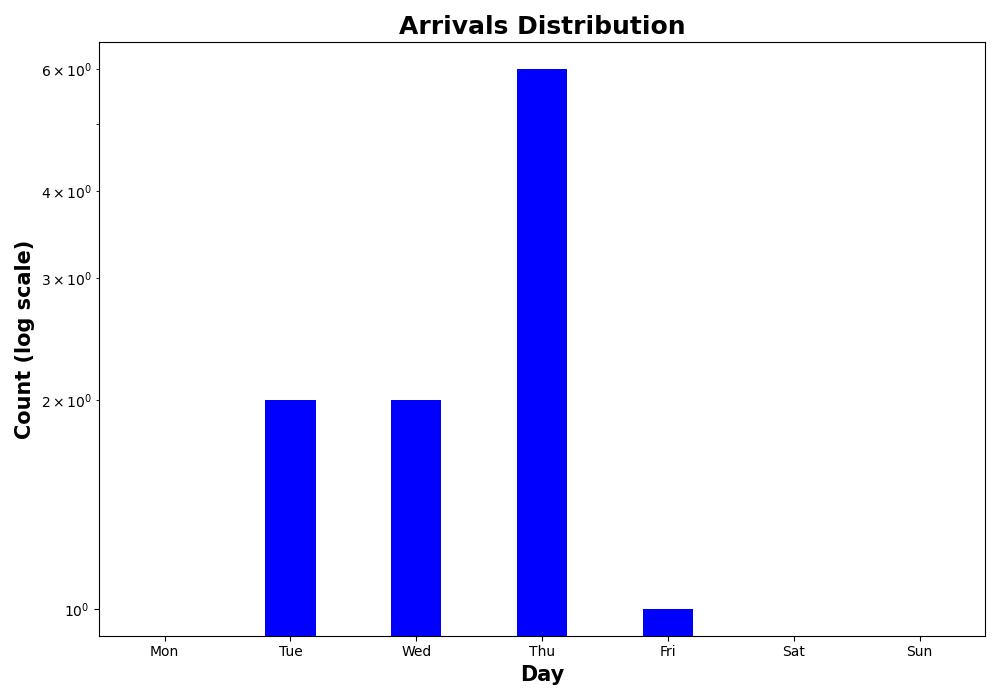 Arrivals Distribution
Count (log scale)
6 × 10⁰
4 × 10⁰
3 × 10⁰
2 × 10⁰
10⁰
Mon Tue Wed Thu Fri Sat Sun
Day